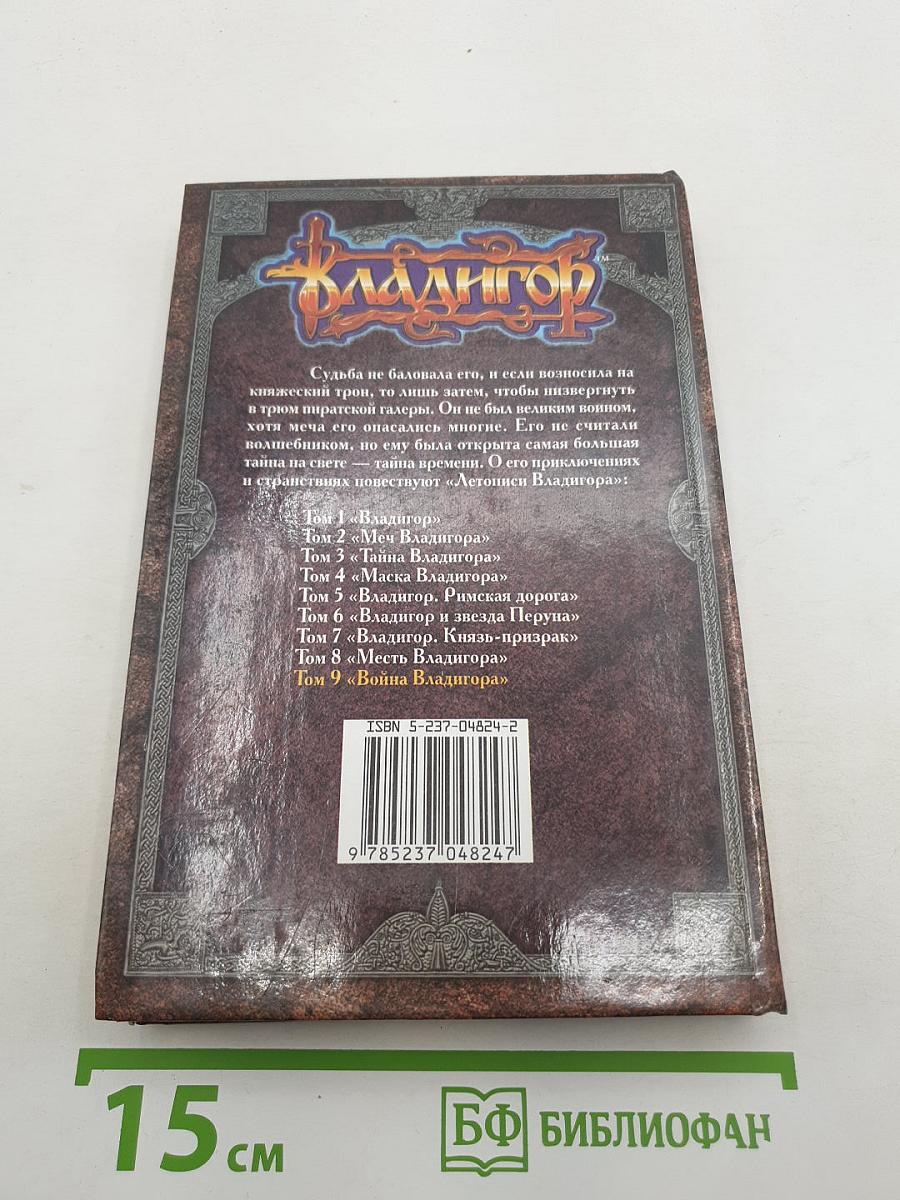 Владигор™
Судьба не баловала его, и если возносила на
княжеский трон, то лишь затем, чтобы низвергнуть
в трюм пиратской галеры. Он не был великим воином,
хотя меча его опасались многие. Его не считали
волшебником, но ему была открыта самая большая
тайна на свете — тайна времени. О его приключениях
и странствиях повествуют «Летописи Владигора»:
Том 1 «Владигор»
Том 2 «Меч Владигора»
Том 3 «Тайна Владигора»
Том 4 «Маска Владигора»
Том 5 «Владигор. Римская дорога»
Том 6 «Владигор и звезда Перуна»
Том 7 «Владигор. Князь-призрак»
Том 8 «Месть Владигора»
Том 9 «Война Владигора»
ISBN 5-237-04824-2
9 785237 048247
15 см
БФ БИБЛИОФАН